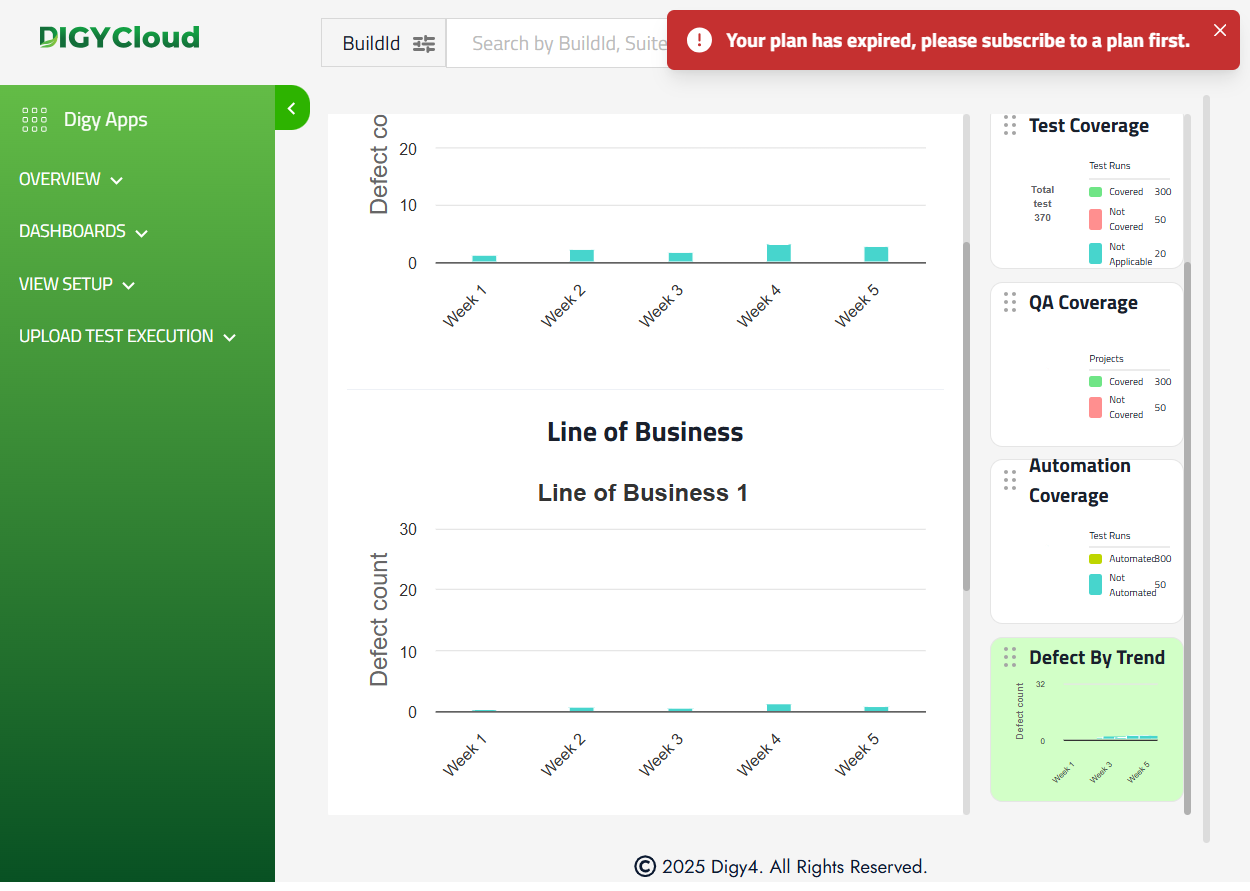 DIGYCloud
BuildId
Search by BuildId, Suite
Your plan has expired, please subscribe to a plan first.
Digy Apps
OVERVIEW
DASHBOARDS
VIEW SETUP
UPLOAD TEST EXECUTION
Defect co
20
10
0
Week 1
Week 2
Week 3
Week 4
Week 5
Line of Business
Line of Business 1
Defect count
30
20
10
0
Week 1
Week 2
Week 3
Week 4
Week 5
Test Coverage
Total
test
370
Test Runs
Covered 300
Not
Covered 50
Not
Applicable 20
QA Coverage
Projects
Covered 300
Not
Covered 50
Automation
Coverage
Test Runs
Automated 300
Not
Automated 50
Defect By Trend
Defect count
32
0
Week 1
Week 3
Week 5
© 2025 Digy4. All Rights Reserved.